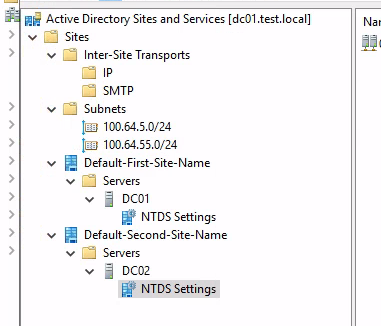 Active Directory Sites and Services [dc01.test.local]
Sites
Inter-Site Transports
IP
SMTP
Subnets
100.64.5.0/24
100.64.55.0/24
Default-First-Site-Name
Servers
DC01
NTDS Settings
Default-Second-Site-Name
Servers
DC02
NTDS Settings